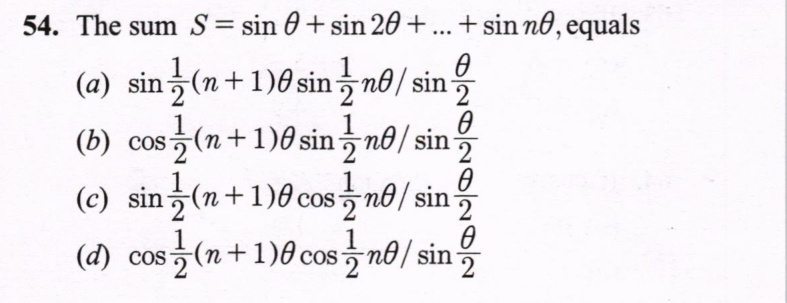 54. The sum S = sin θ + sin 2θ + ... + sin nθ, equals
(a) sin 1/2 (n + 1)θ sin 1/2 nθ / sin θ/2
(b) cos 1/2 (n + 1)θ sin 1/2 nθ / sin θ/2
(c) sin 1/2 (n + 1)θ cos 1/2 nθ / sin θ/2
(d) cos 1/2 (n + 1)θ cos 1/2 nθ / sin θ/2